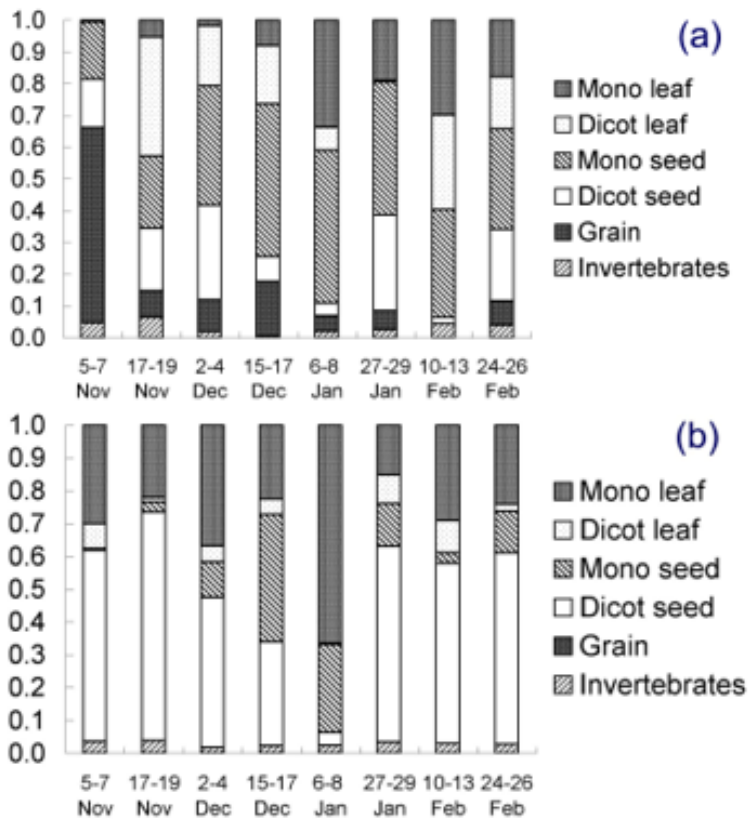 (a)
1.0
0.9
0.8
0.7
0.6
0.5
0.4
0.3
0.2
0.1
0.0
Mono leaf
Dicot leaf
Mono seed
Dicot seed
Grain
Invertebrates
5-7 17-19 2-4 15-17 6-8 27-29 10-13 24-26
Nov Nov Dec Dec Jan Jan Feb Feb
(b)
1.0
0.9
0.8
0.7
0.6
0.5
0.4
0.3
0.2
0.1
0.0
Mono leaf
Dicot leaf
Mono seed
Dicot seed
Grain
Invertebrates
5-7 17-19 2-4 15-17 6-8 27-29 10-13 24-26
Nov Nov Dec Dec Jan Jan Feb Feb